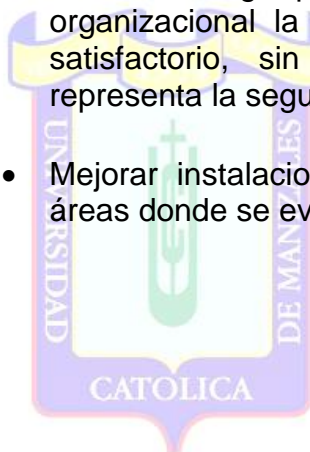 organizacional la
satisfactorio, sin
representa la segu
• Mejorar instalacio
áreas donde se ev
UNIVERSIDAD
CATOLICA
DE MANIZALES